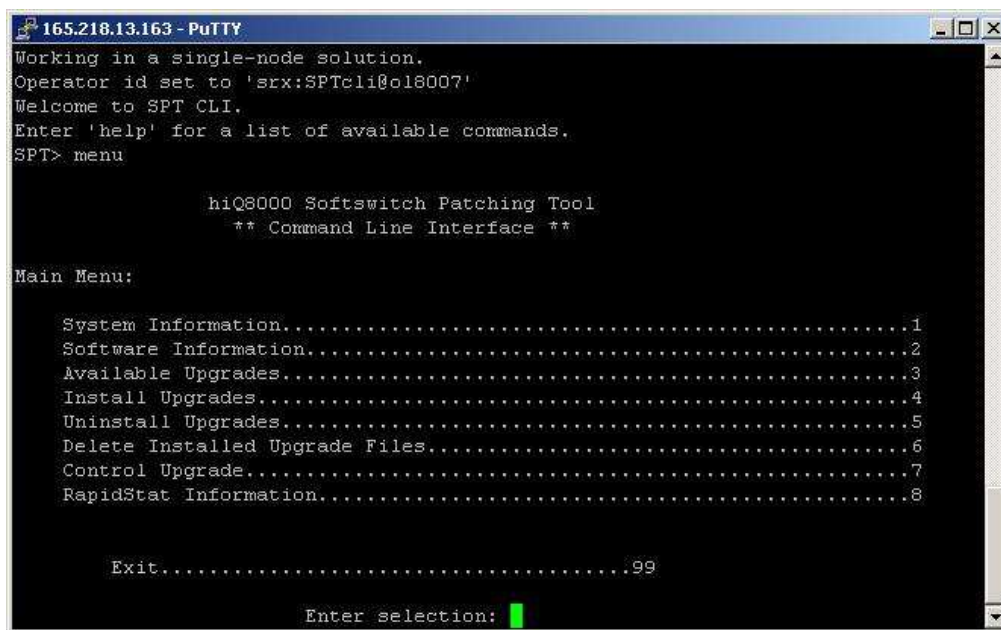 165.218.13.163 - PuTTY
Working in a single-node solution.
Operator id set to 'srx:SPTcli@ol8007'
Welcome to SPT CLI.
Enter 'help' for a list of available commands.
SPT> menu
hiQ8000 Softswitch Patching Tool
** Command Line Interface **
Main Menu:
System Information....................................................1
Software Information..................................................2
Available Upgrades....................................................3
Install Upgrades......................................................4
Uninstall Upgrades....................................................5
Delete Installed Upgrade Files........................................6
Control Upgrade.......................................................7
RapidStat Information.................................................8
Exit.......................................99
Enter selection: